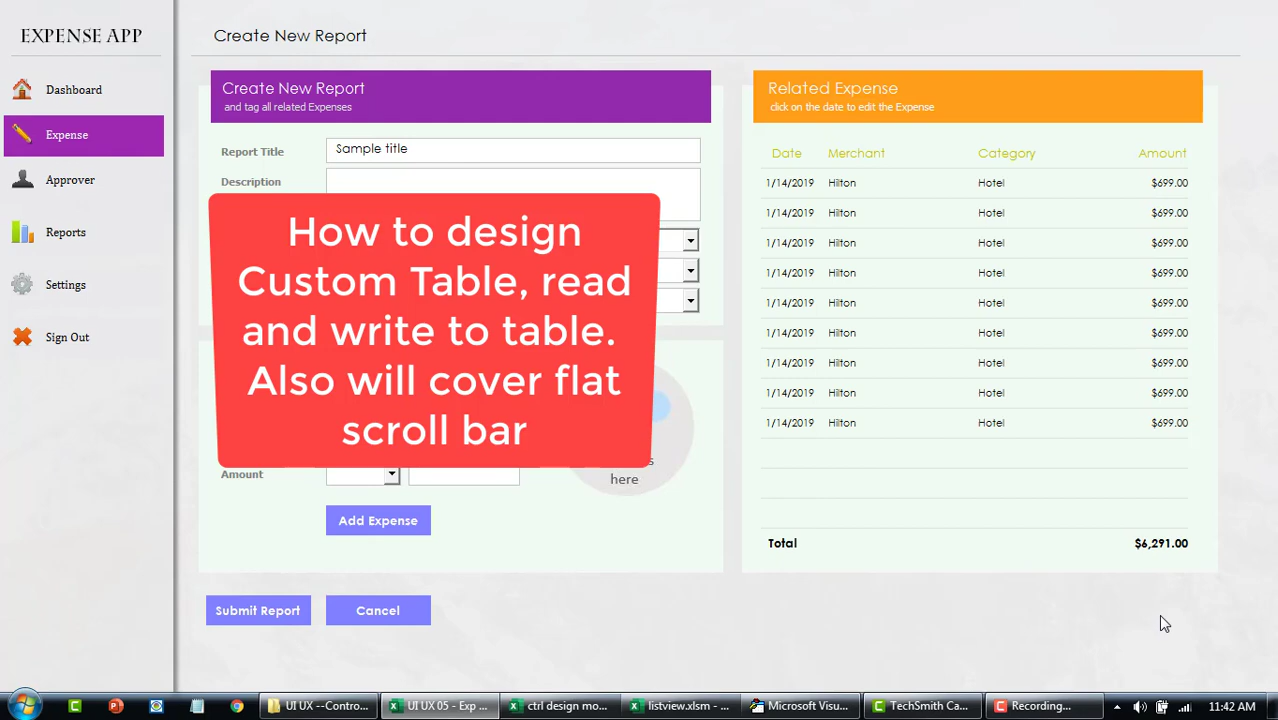 EXPENSE APP
Dashboard
Expense
Approver
Reports
Settings
Sign Out
Create New Report
Create New Report
and tag all related Expenses
Report Title
Sample title
Description
How to design
Custom Table, read
and write to table.
Also will cover flat
scroll bar
Amount
here
Add Expense
Submit Report
Cancel
Related Expense
click on the date to edit the Expense
Date Merchant Category Amount
1/14/2019 Hilton Hotel $699.00
1/14/2019 Hilton Hotel $699.00
1/14/2019 Hilton Hotel $699.00
1/14/2019 Hilton Hotel $699.00
1/14/2019 Hilton Hotel $699.00
1/14/2019 Hilton Hotel $699.00
1/14/2019 Hilton Hotel $699.00
1/14/2019 Hilton Hotel $699.00
1/14/2019 Hilton Hotel $699.00
Total $6,291.00
UI UX --Contro... UI UX 05 - Exp ... ctrl design mo... listview.xlsm - ... Microsoft Visu... TechSmith Ca... Recording... 11:42 AM